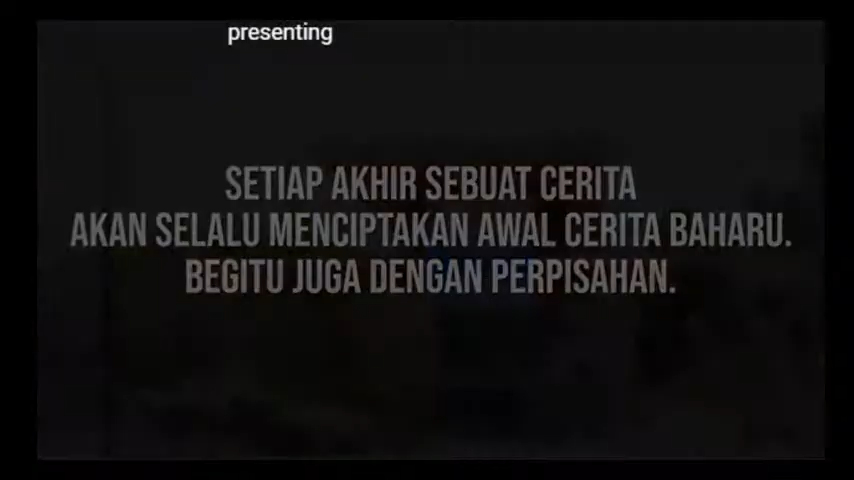 presenting
SETIAP AKHIR SEBUAT CERITA
AKAN SELALU MENCIPTAKAN AWAL CERITA BAHARU.
BEGITU JUGA DENGAN PERPISAHAN.